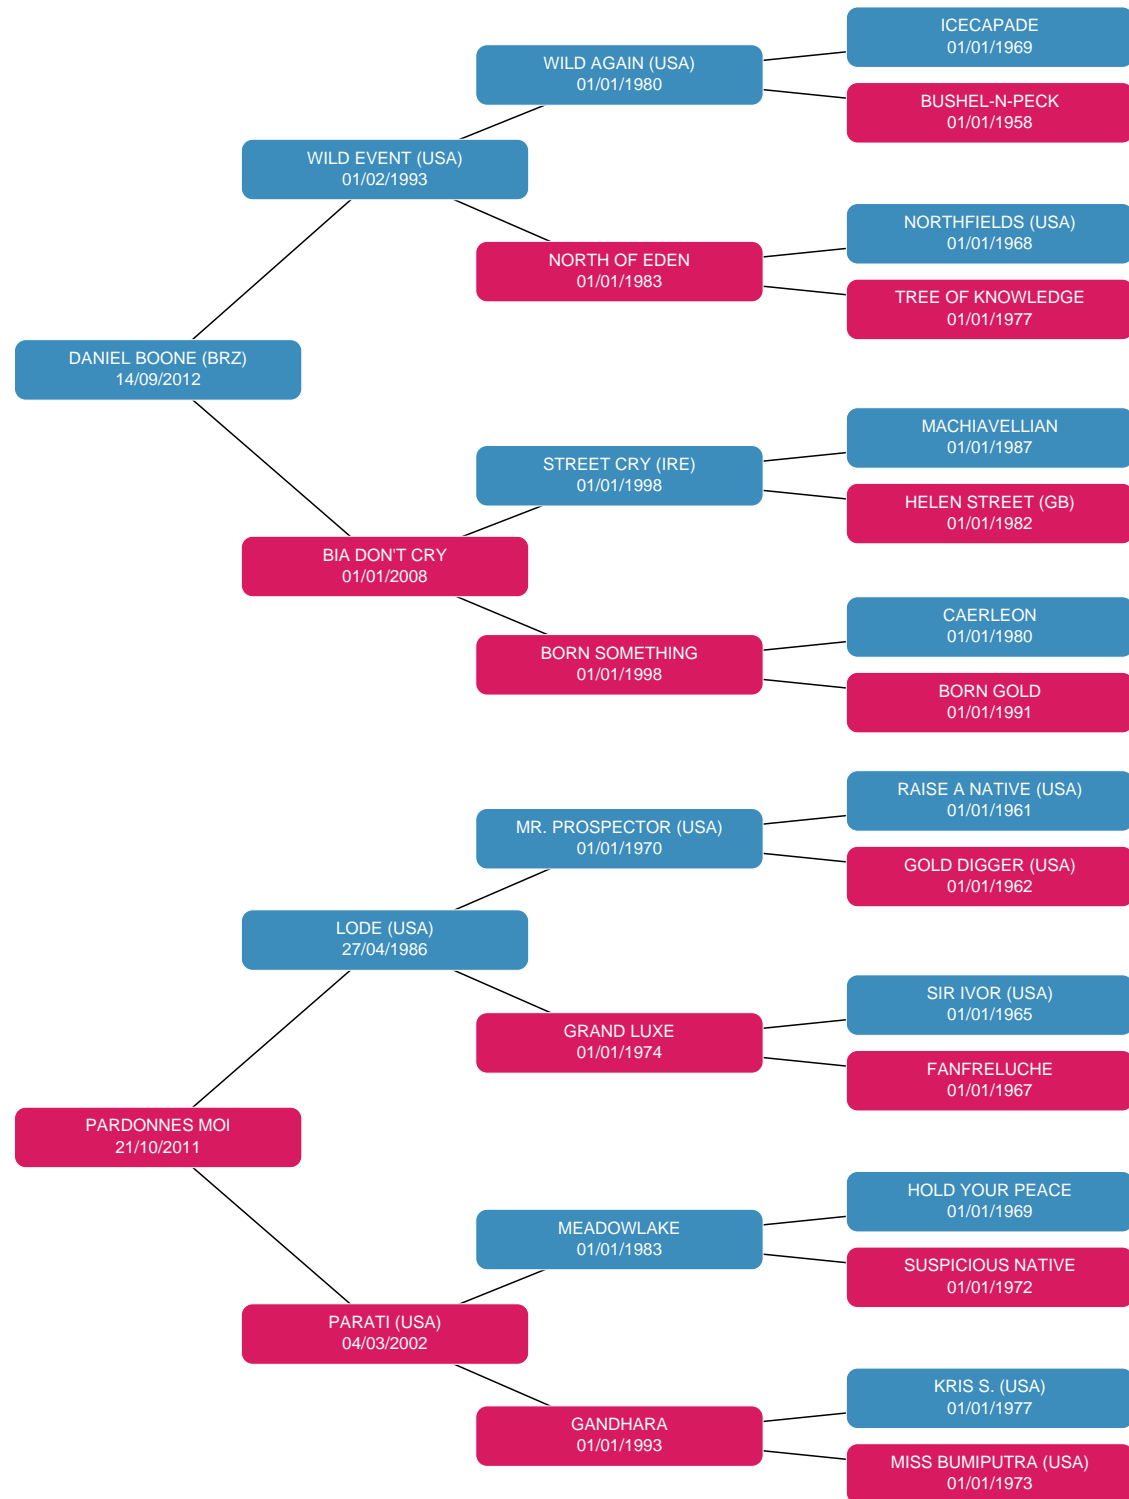 ICECAPADE
01/01/1969
WILD AGAIN (USA)
01/01/1980
BUSHEL-N-PECK
01/01/1958
WILD EVENT (USA)
01/02/1993
NORTHFIELDS (USA)
01/01/1968
NORTH OF EDEN
01/01/1983
TREE OF KNOWLEDGE
01/01/1977
DANIEL BOONE (BRZ)
14/09/2012
MACHIAVELLIAN
01/01/1987
STREET CRY (IRE)
01/01/1998
HELEN STREET (GB)
01/01/1982
BIA DON'T CRY
01/01/2008
CAERLEON
01/01/1980
BORN SOMETHING
01/01/1998
BORN GOLD
01/01/1991
RAISE A NATIVE (USA)
01/01/1961
MR. PROSPECTOR (USA)
01/01/1970
GOLD DIGGER (USA)
01/01/1962
LODE (USA)
27/04/1986
SIR IVOR (USA)
01/01/1965
GRAND LUXE
01/01/1974
FANFRELUCHE
01/01/1967
PARDONNES MOI
21/10/2011
HOLD YOUR PEACE
01/01/1969
MEADOWLAKE
01/01/1983
SUSPICIOUS NATIVE
01/01/1972
PARATI (USA)
04/03/2002
KRIS S. (USA)
01/01/1977
GANDHARA
01/01/1993
MISS BUMIPUTRA (USA)
01/01/1973